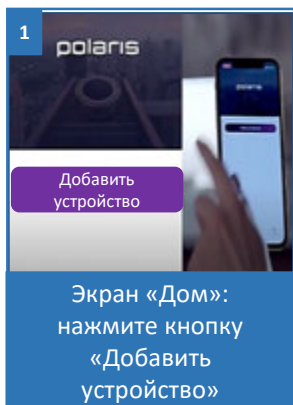 1
polaris
Добавить
устройство
Экран «Дом»:
нажмите кнопку
«Добавить
устройство»